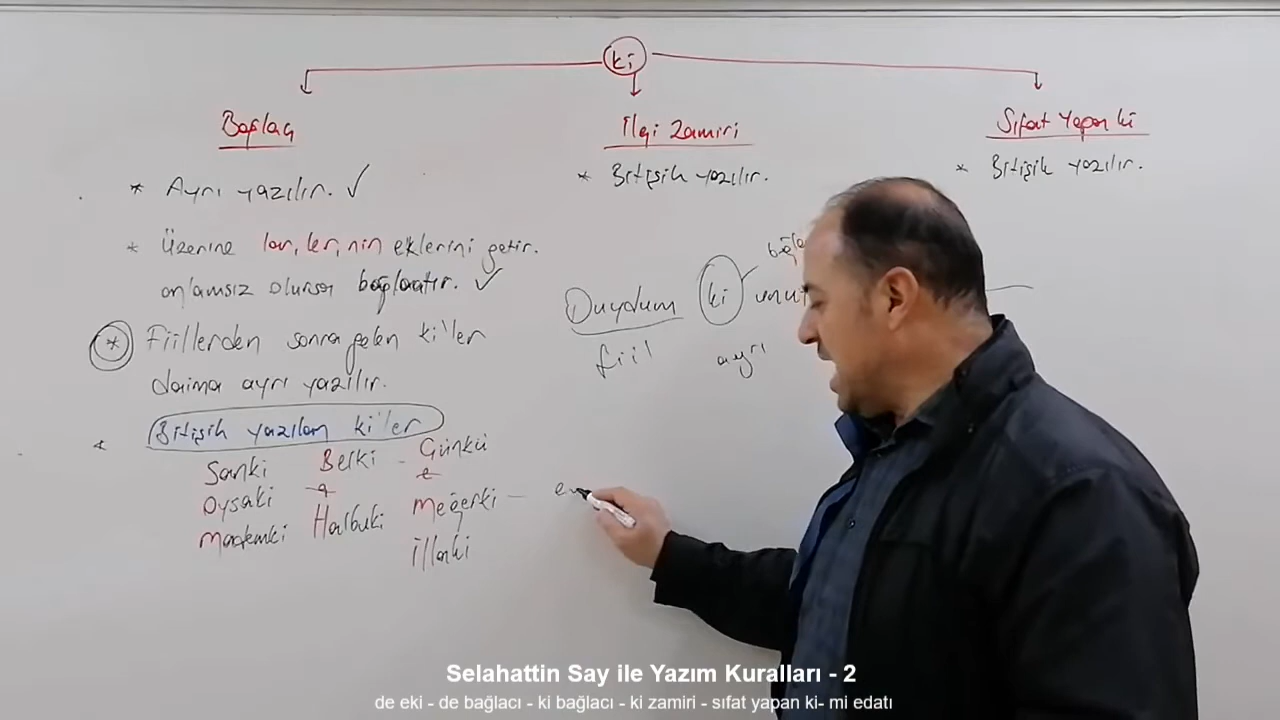 ki
Bağlaç
* Ayrı yazılır. ✓
* Üzerine lar, ler, nin eklerini getir.
anlamsız olursa bağlaçtır. ✓
* Fiillerden sonra gelen ki'ler
daima ayrı yazılır.
* Bitişik yazılan ki'ler
Sanki Belki - Çünkü
Oysaki
Mademki Halbuki Meğerki -
İllaki
İlgi Zamiri
* Bitişik yazılır.
Duydum ki
fiil ayrı
Sıfat Yapan ki
* Bitişik yazılır.
Selahattin Say ile Yazım Kuralları - 2
de eki - de bağlacı - ki bağlacı - ki zamiri - sıfat yapan ki- mi edatı